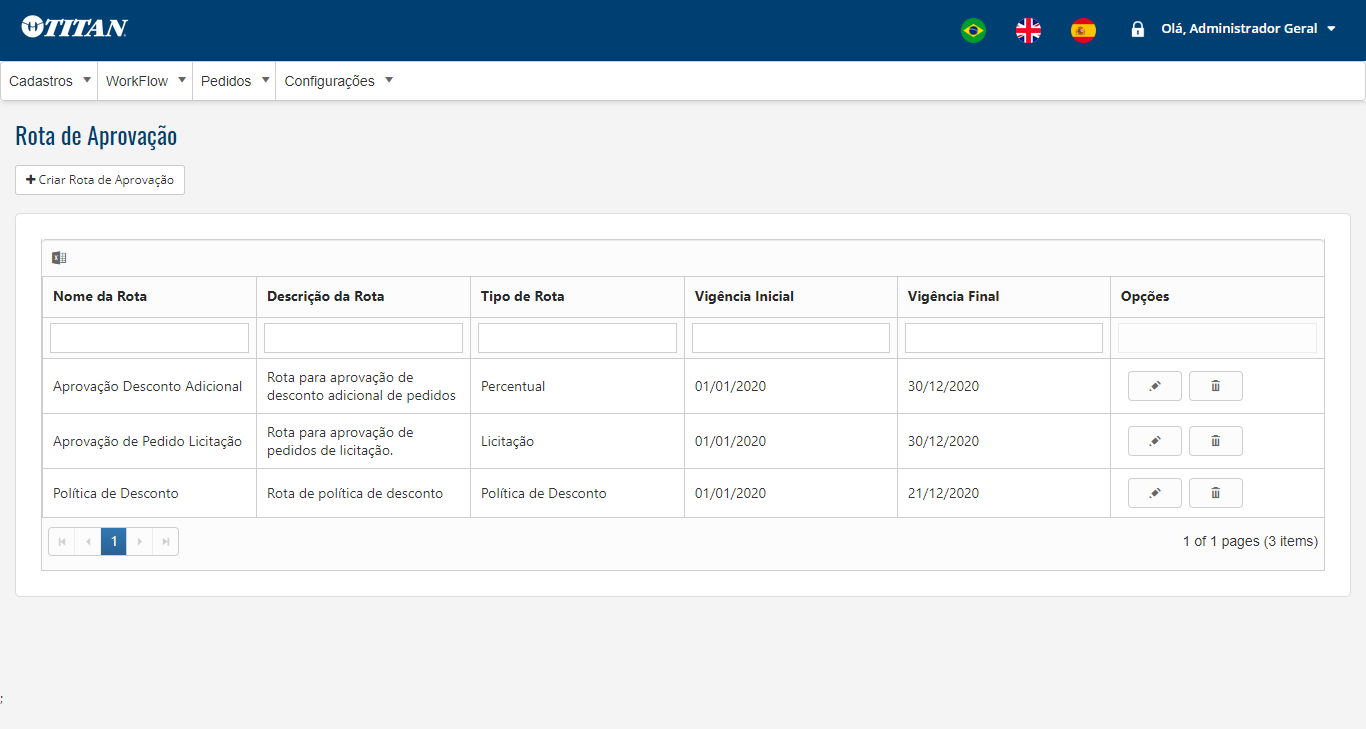 TITAN
Olá, Administrador Geral
Cadastros WorkFlow Pedidos Configurações
Rota de Aprovação
Criar Rota de Aprovação
Nome da Rota Descrição da Rota Tipo de Rota Vigência Inicial Vigência Final Opções
Aprovação Desconto Adicional Rota para aprovação de Percentual 01/01/2020 30/12/2020
desconto adicional de pedidos
Aprovação de Pedido Licitação Rota para aprovação de Licitação 01/01/2020 30/12/2020
pedidos de licitação.
Política de Desconto Rota de política de desconto Política de Desconto 01/01/2020 21/12/2020
1 1 of 1 pages (3 items)
;